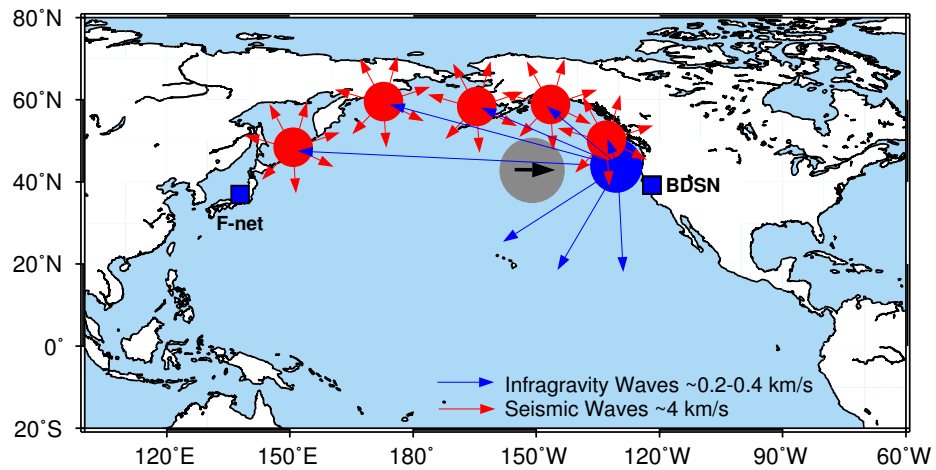 80˚N
60˚N
40˚N
20˚N
0˚
20˚S
BDSN
F-net
Infragravity Waves ~0.2-0.4 km/s
Seismic Waves ~4 km/s
120˚E 150˚E 180˚ 150˚W 120˚W 90˚W 60˚W